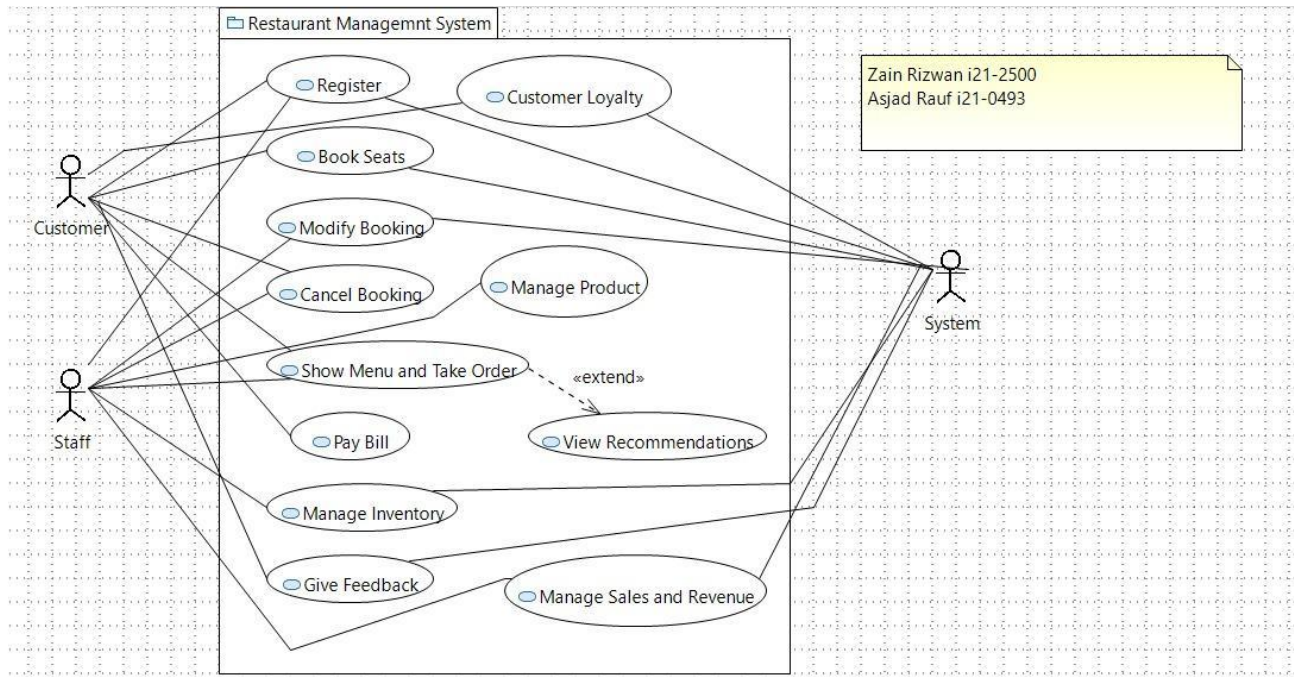 Restaurant Managemnt System
Zain Rizwan i21-2500
Asjad Rauf i21-0493
Register
Customer Loyalty
Book Seats
Customer
Modify Booking
Cancel Booking
Manage Product
System
Show Menu and Take Order
«extend»
Staff
Pay Bill
View Recommendations
Manage Inventory
Give Feedback
Manage Sales and Revenue